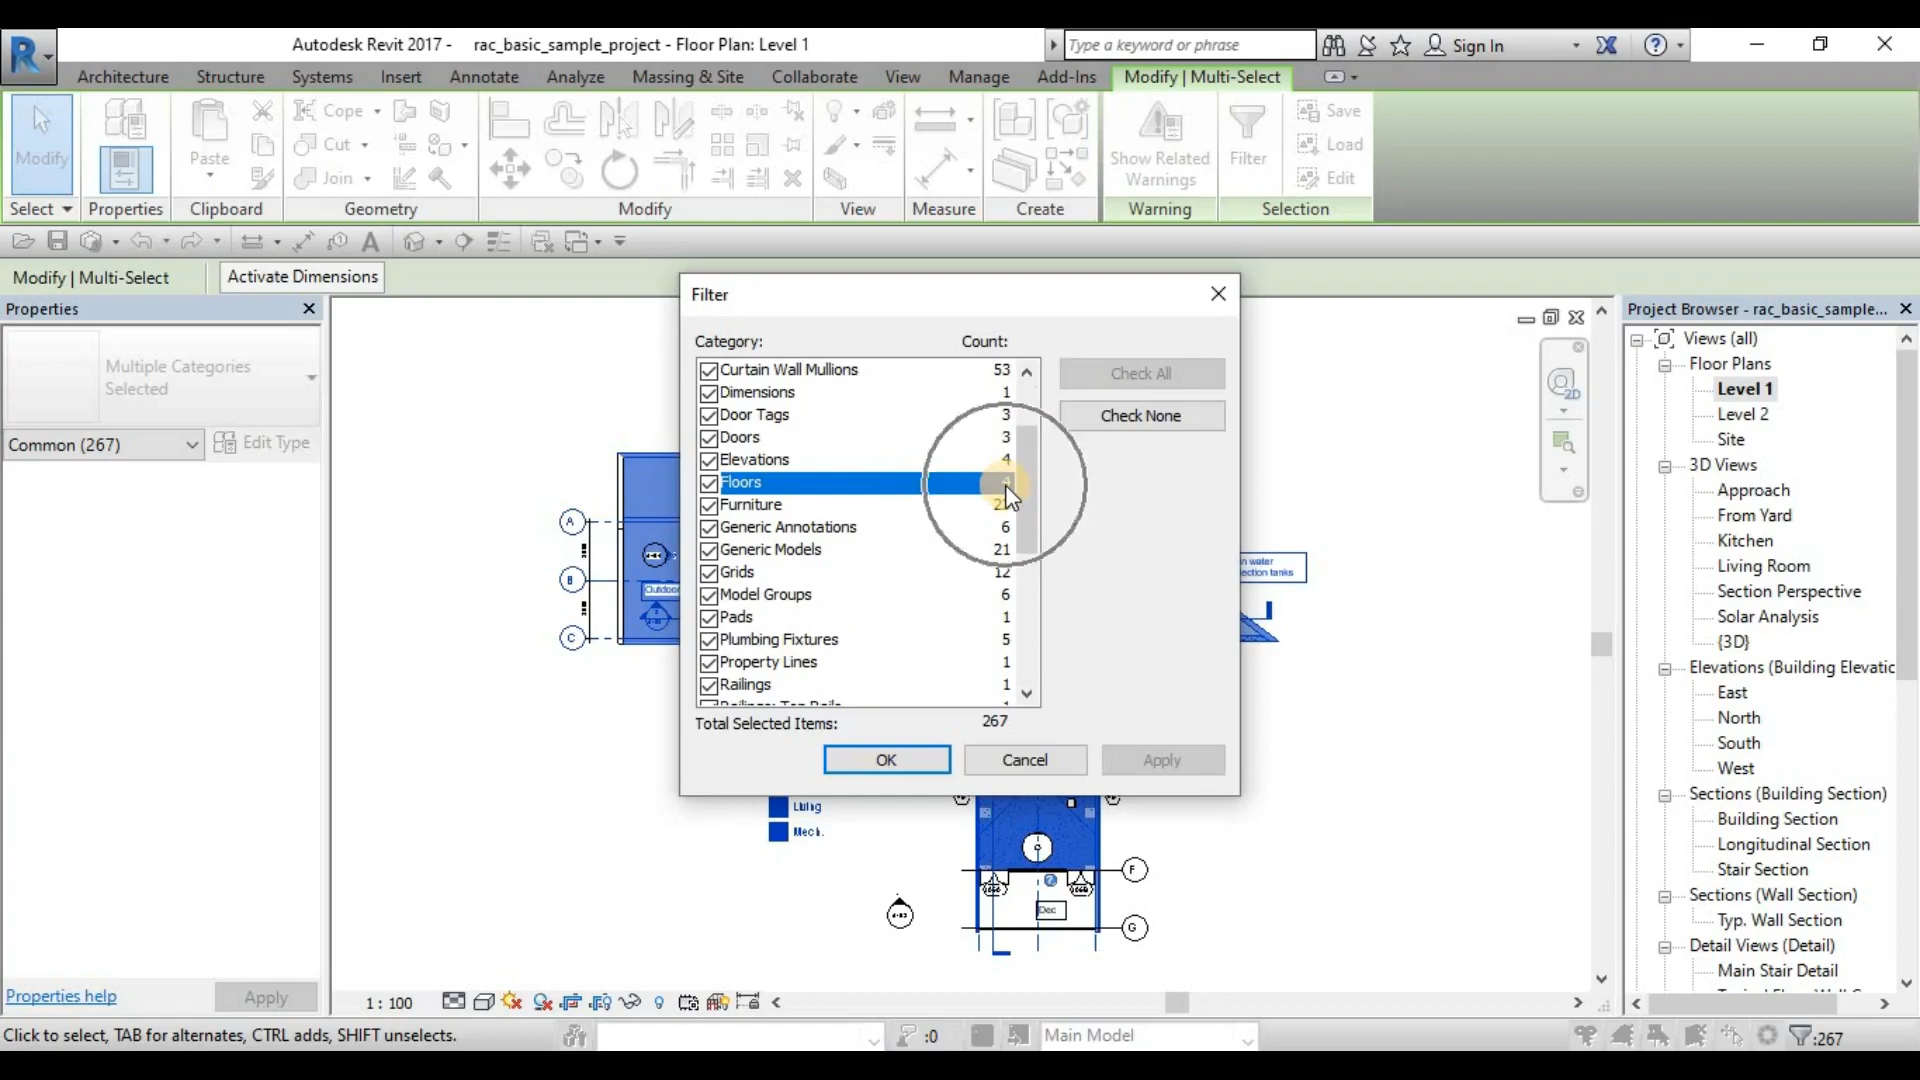 Autodesk Revit 2017 - rac_basic_sample_project - Floor Plan: Level 1
Type a keyword or phrase
Sign In
Architecture Structure Systems Insert Annotate Analyze Massing & Site Collaborate View Manage Add-Ins Modify | Multi-Select
Modify
Paste
Cope
Cut
Join
Show Related
Warnings
Filter
Save
Load
Edit
Select Properties Clipboard Geometry Modify View Measure Create Warning Selection
Modify | Multi-Select
Activate Dimensions
Properties
Multiple Categories
Selected
Common (267)
Edit Type
Properties help
Apply
Filter
Category: Count:
Curtain Wall Mullions 53
Dimensions 1
Door Tags 3
Doors 3
Elevations 4
Floors 4
Furniture
Generic Annotations 6
Generic Models 21
Grids 12
Model Groups 6
Pads 1
Plumbing Fixtures 5
Property Lines 1
Railings 1
Check All
Check None
Total Selected Items: 267
OK
Cancel
Apply
A
B
C
Outdoor
ection tanks
Living
Mech.
F
G
Dec
2D
Project Browser - rac_basic_sample...
Views (all)
Floor Plans
Level 1
Level 2
Site
3D Views
Approach
From Yard
Kitchen
Living Room
Section Perspective
Solar Analysis
{3D}
Elevations (Building Elevatic
East
North
South
West
Sections (Building Section)
Building Section
Longitudinal Section
Stair Section
Sections (Wall Section)
Typ. Wall Section
Detail Views (Detail)
Main Stair Detail
1 : 100
Click to select, TAB for alternates, CTRL adds, SHIFT unselects.
:0
Main Model
:267